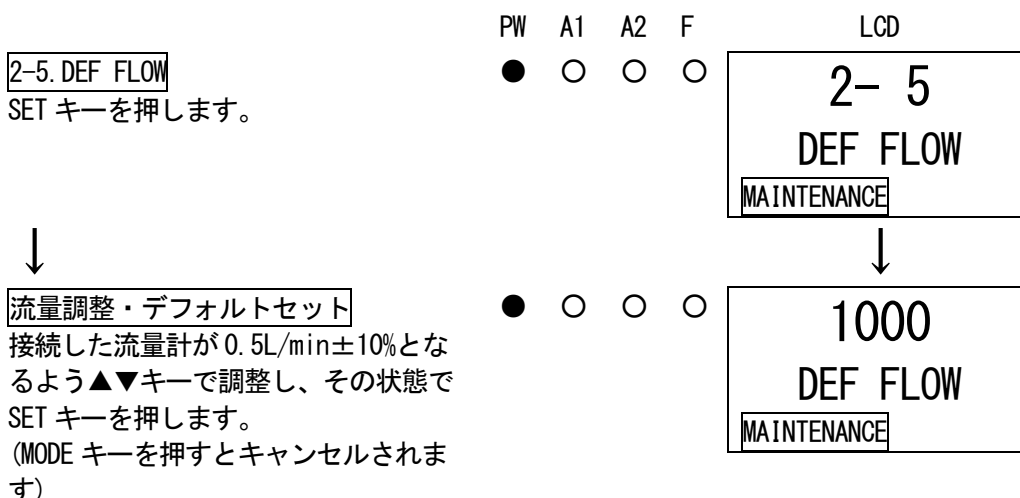 PW A1 A2 F LCD
2-5. DEF FLOW
SET キーを押します。
● ○ ○ ○
2- 5
DEF FLOW
MAINTENANCE
↓ ↓
流量調整・デフォルトセット
接続した流量計が 0.5L/min±10%とな
るよう▲▼キーで調整し、その状態で
SET キーを押します。
(MODE キーを押すとキャンセルされま
す)
● ○ ○ ○
1000
DEF FLOW
MAINTENANCE